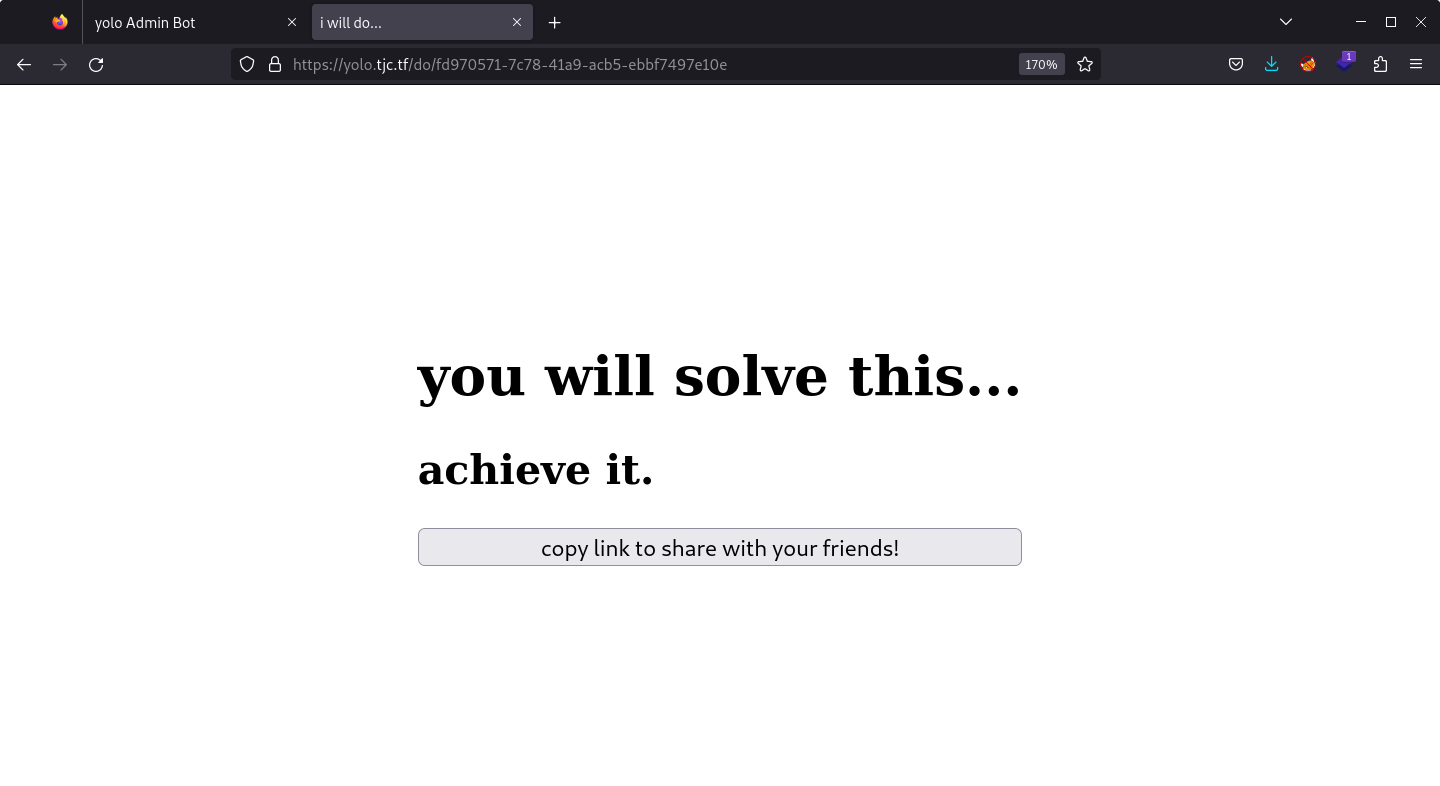 yolo Admin Bot
i will do...
https://yolo.tjc.tf/do/fd970571-7c78-41a9-acb5-ebbf7497e10e
170%
1
you will solve this...
achieve it.
copy link to share with your friends!